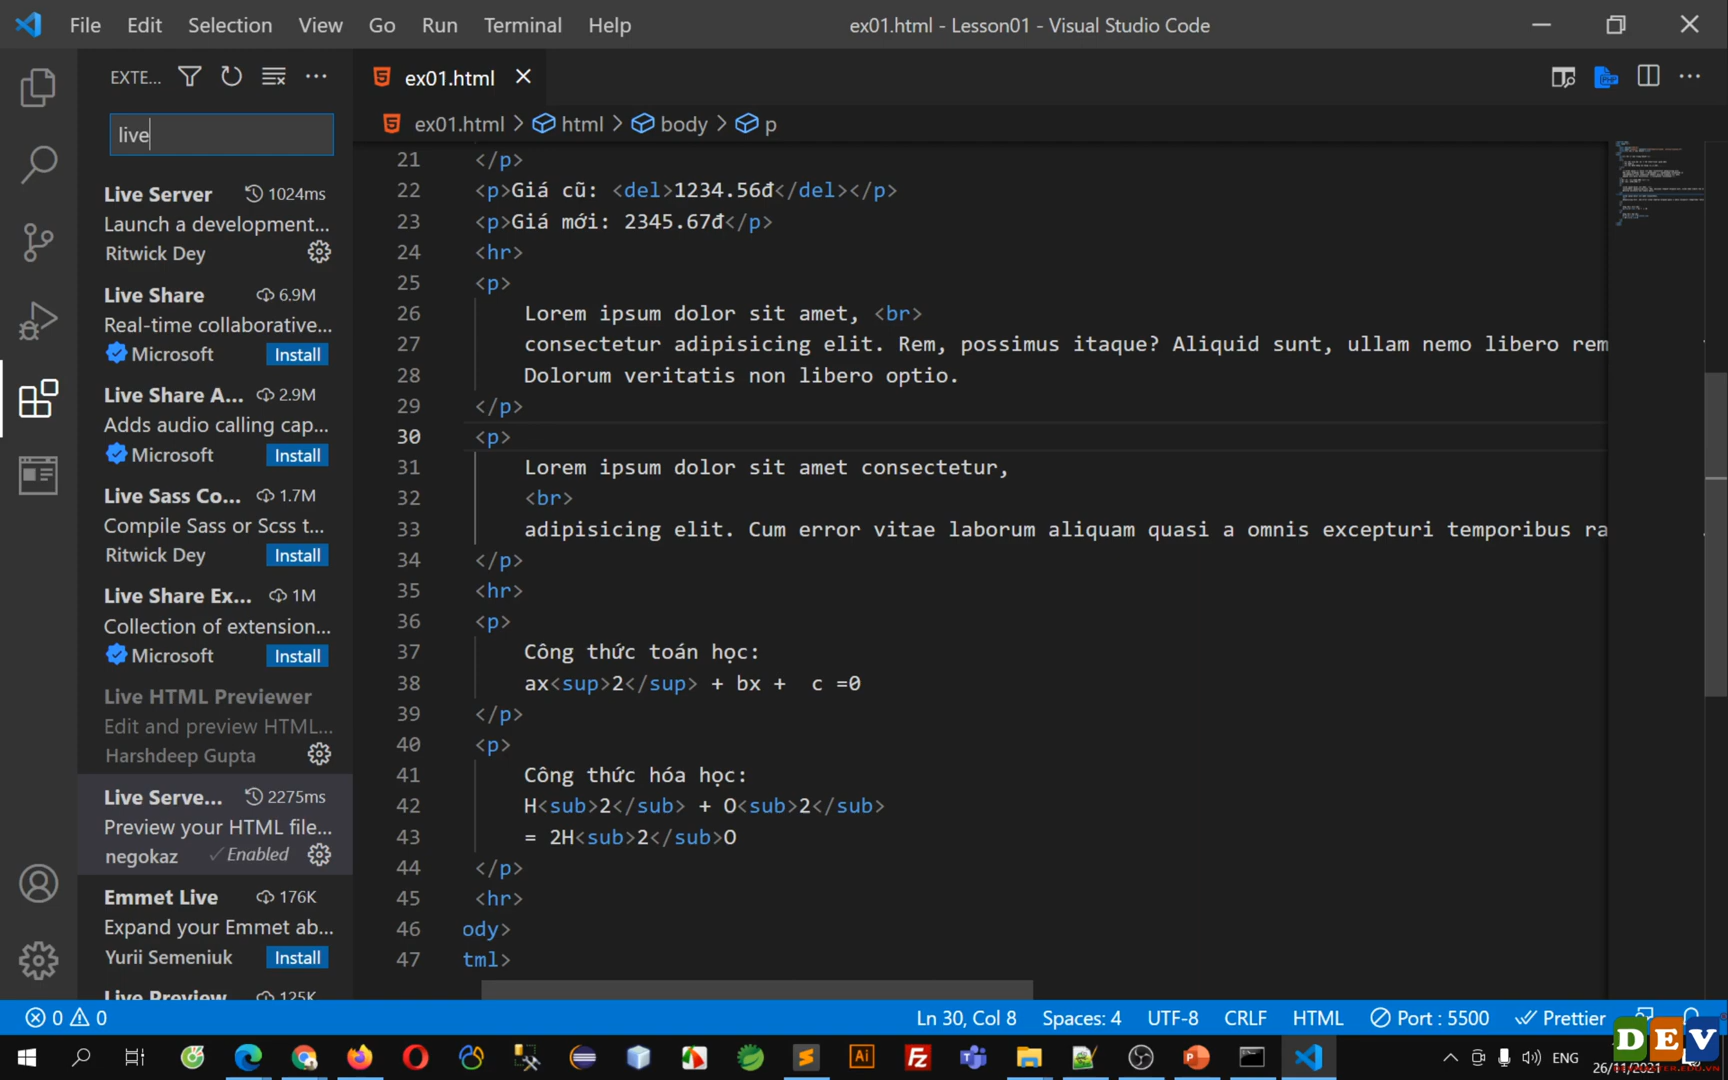 File Edit Selection View Go Run Terminal Help
ex01.html - Lesson01 - Visual Studio Code
EXTE...
ex01.html
live
ex01.html > html > body > p
Live Server 1024ms
Launch a development...
Ritwick Dey
Live Share 6.9M
Real-time collaborative...
Microsoft Install
Live Share A... 2.9M
Adds audio calling cap...
Microsoft Install
Live Sass Co... 1.7M
Compile Sass or Scss t...
Ritwick Dey Install
Live Share Ex... 1M
Collection of extension...
Microsoft Install
Live HTML Previewer
Edit and preview HTML...
Harshdeep Gupta
Live Serve... 2275ms
Preview your HTML file...
negokaz Enabled
Emmet Live 176K
Expand your Emmet ab...
Yurii Semeniuk Install
Live Preview 125K
21 </p>
22 <p>Giá cũ: <del>1234.56đ</del></p>
23 <p>Giá mới: 2345.67đ</p>
24 <hr>
25 <p>
26 Lorem ipsum dolor sit amet, <br>
27 consectetur adipisicing elit. Rem, possimus itaque? Aliquid sunt, ullam nemo libero rem
28 Dolorum veritatis non libero optio.
29 </p>
30 <p>
31 Lorem ipsum dolor sit amet consectetur,
32 <br>
33 adipisicing elit. Cum error vitae laborum aliquam quasi a omnis excepturi temporibus ra
34 </p>
35 <hr>
36 <p>
37 Công thức toán học:
38 ax<sup>2</sup> + bx +  c =0
39 </p>
40 <p>
41 Công thức hóa học:
42 H<sub>2</sub> + O<sub>2</sub>
43 = 2H<sub>2</sub>O
44 </p>
45 <hr>
46 ody>
47 tml>
0 0 Ln 30, Col 8 Spaces: 4 UTF-8 CRLF HTML Port : 5500 Prettier
ENG
26/11/2021
DEV